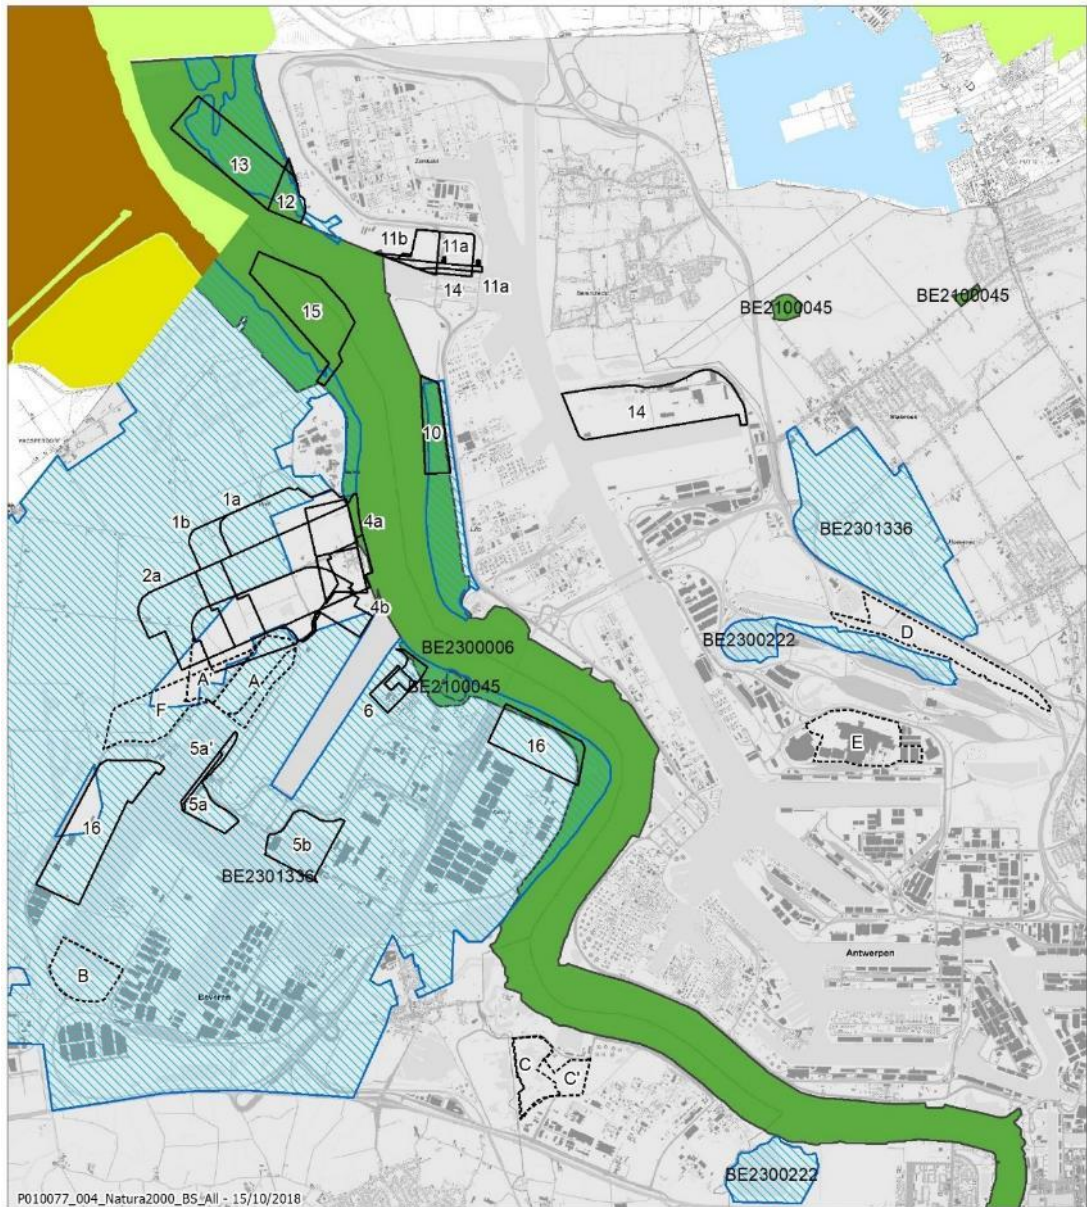 13
12
11b
11a
14
11a
BE2100045
BE2100045
15
14
10
1a
1b
4a
2a
BE2301336
4b
BE2300222
D
BE2300006
A'
A
BE2100045
F
6
5a'
16
E
5a
16
5b
BE2301336
Antwerpen
B
Beveren
C
C'
BE2300222
P010077_004_Natura2000_BS_All - 15/10/2018